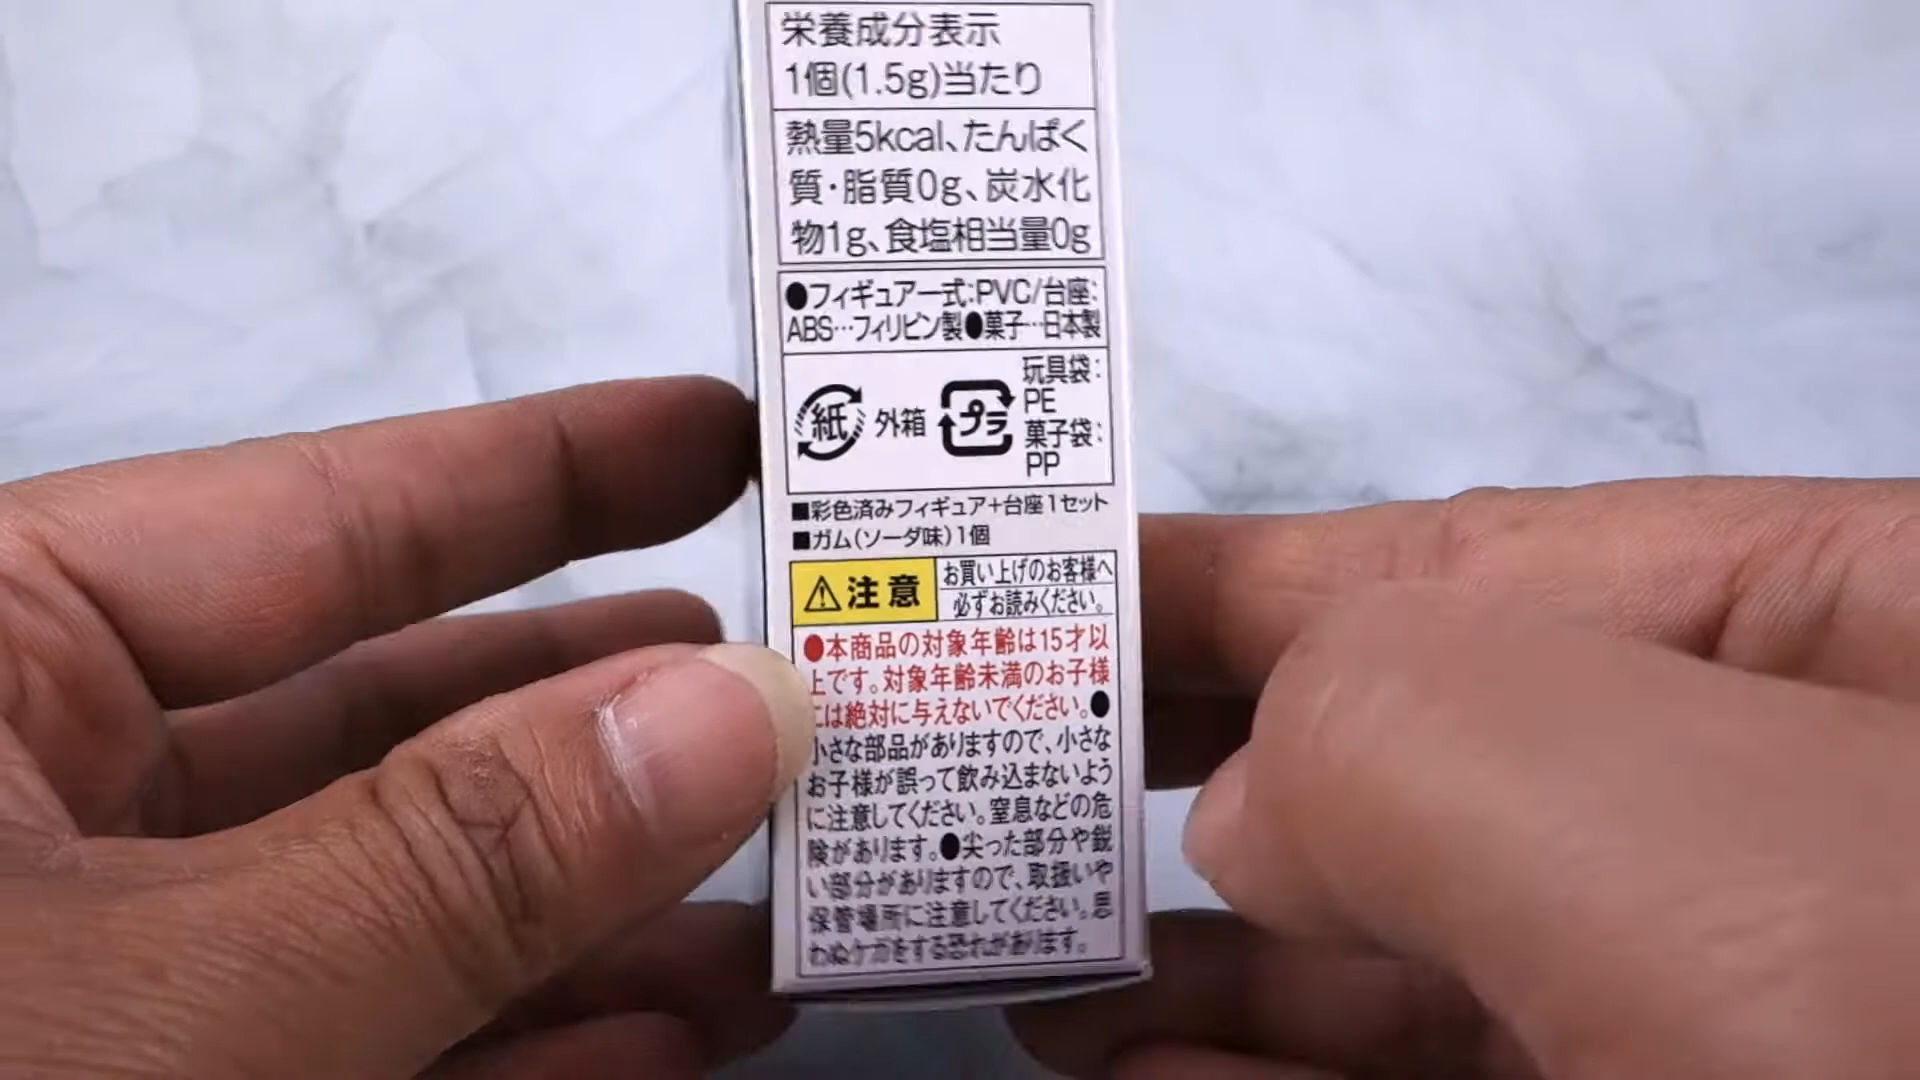 栄養成分表示
1個(1.5g)当たり
熱量5kcal、たんぱく
質・脂質0g、炭水化
物1g、食塩相当量0g
●フィギュア一式:PVC/台座:
ABS…フィリピン製●菓子…日本製
紙 外箱 プラ
玩具袋:
PE
菓子袋:
PP
■彩色済みフィギュア+台座1セット
■ガム(ソーダ味)1個
⚠注意
お買い上げのお客様へ
必ずお読みください。
●本商品の対象年齢は15才以
上です。対象年齢未満のお子様
には絶対に与えないでください。●
小さな部品がありますので、小さな
お子様が誤って飲み込まないよう
に注意してください。窒息などの危
険があります。●尖った部分や鋭
い部分がありますので、取扱いや
保管場所に注意してください。思
わぬケガをする恐れがあります。